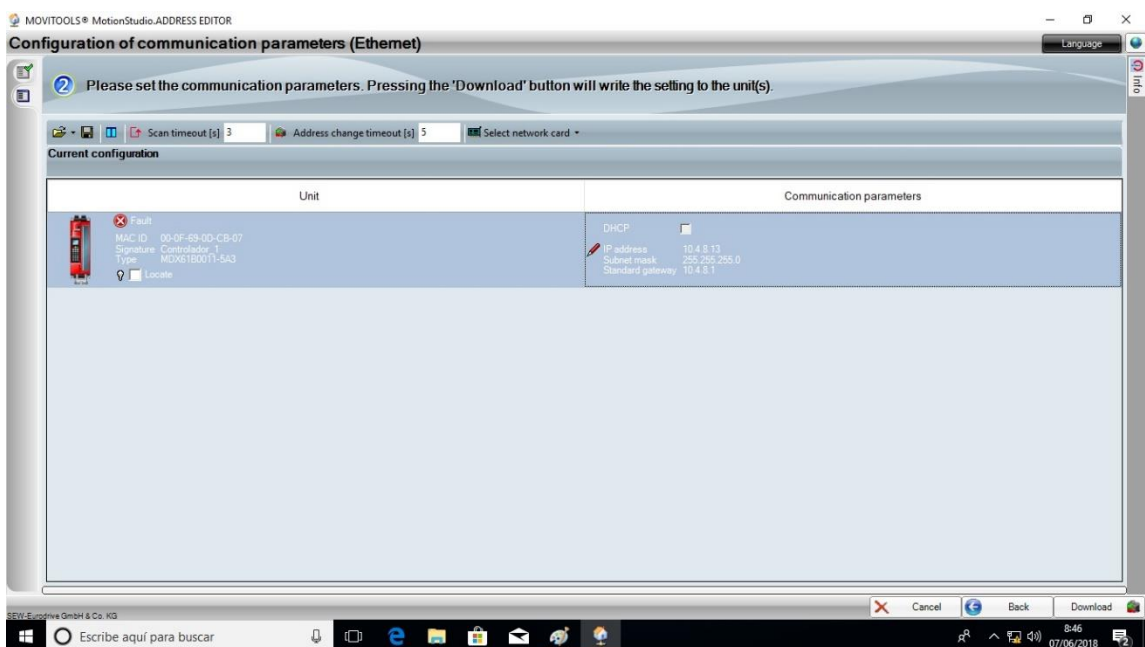 MOVITOOLS® MotionStudio.ADDRESS EDITOR
Configuration of communication parameters (Ethernet)
Language
Info
2 Please set the communication parameters. Pressing the 'Download' button will write the setting to the unit(s).
Scan timeout [s] 3 Address change timeout [s] 5 Select network card
Current configuration
Unit Communication parameters
Fault
MAC ID 00-0F-69-0D-CB-07
Signature Controlador_1
Type MDX61B0011-5A3
Locate
DHCP
IP address 10.4.8.13
Subnet mask 255.255.255.0
Standard gateway 10.4.8.1
Cancel Back Download
SEW-Eurodrive GmbH & Co. KG
Escribe aquí para buscar
8:46
07/06/2018
2